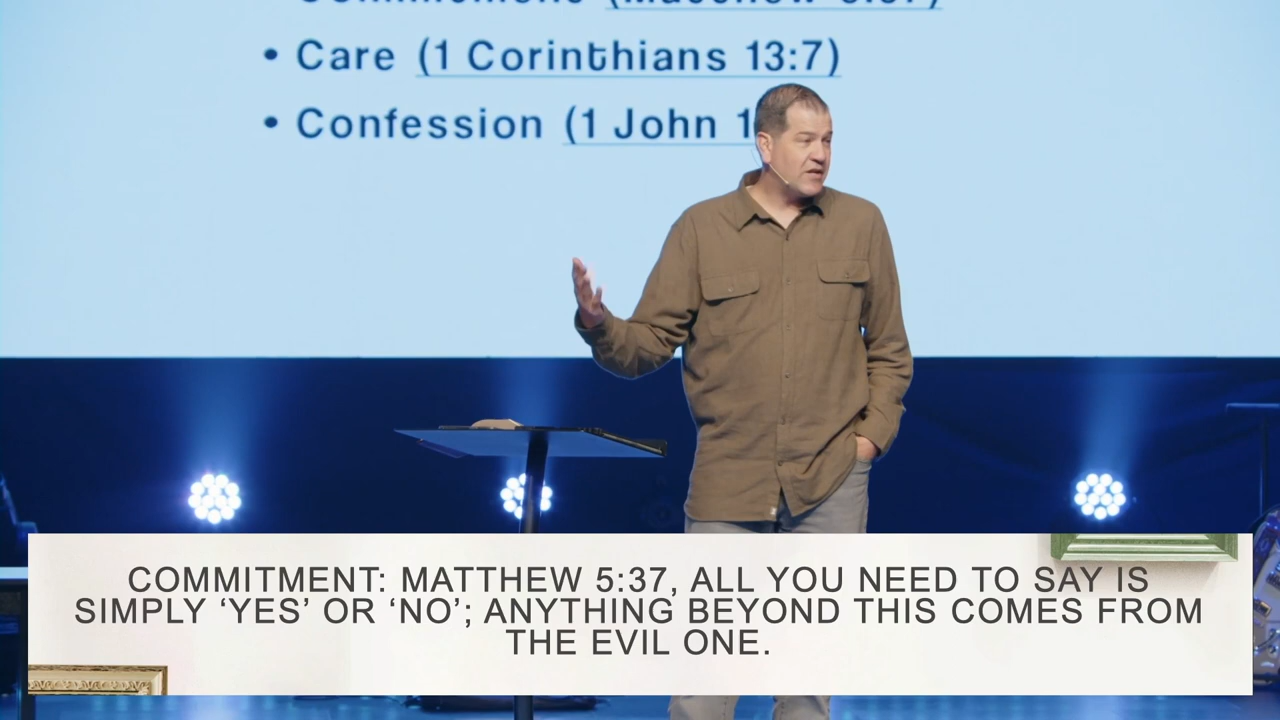 • Care (1 Corinthians 13:7)
• Confession (1 John 1
COMMITMENT: MATTHEW 5:37, ALL YOU NEED TO SAY IS
SIMPLY ‘YES’ OR ‘NO’; ANYTHING BEYOND THIS COMES FROM
THE EVIL ONE.